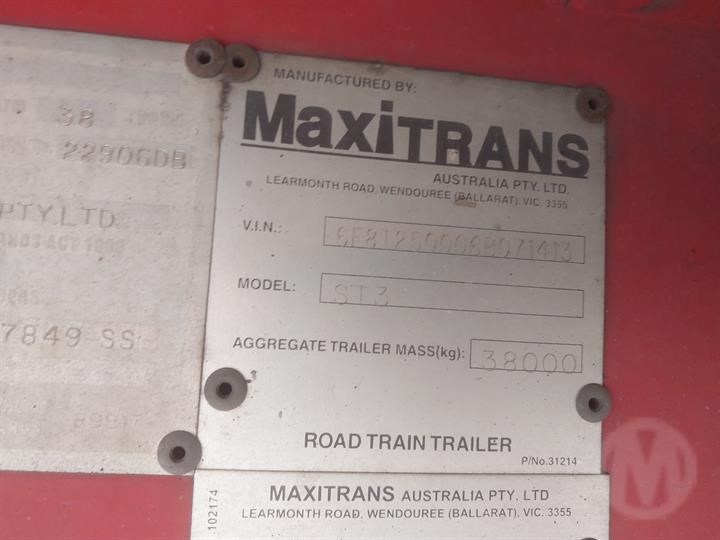 38
22906DB
PTY.LTD.
7849 SS
MANUFACTURED BY:
MaxiTRANS
AUSTRALIA PTY. LTD.
LEARMONTH ROAD, WENDOUREE (BALLARAT), VIC. 3355
V.I.N.: 6F8T250006B071413
MODEL: ST3
AGGREGATE TRAILER MASS(kg): 38000
ROAD TRAIN TRAILER
P/No.31214
102174
MAXITRANS AUSTRALIA PTY. LTD
LEARMONTH ROAD, WENDOUREE (BALLARAT), VIC. 3355
M